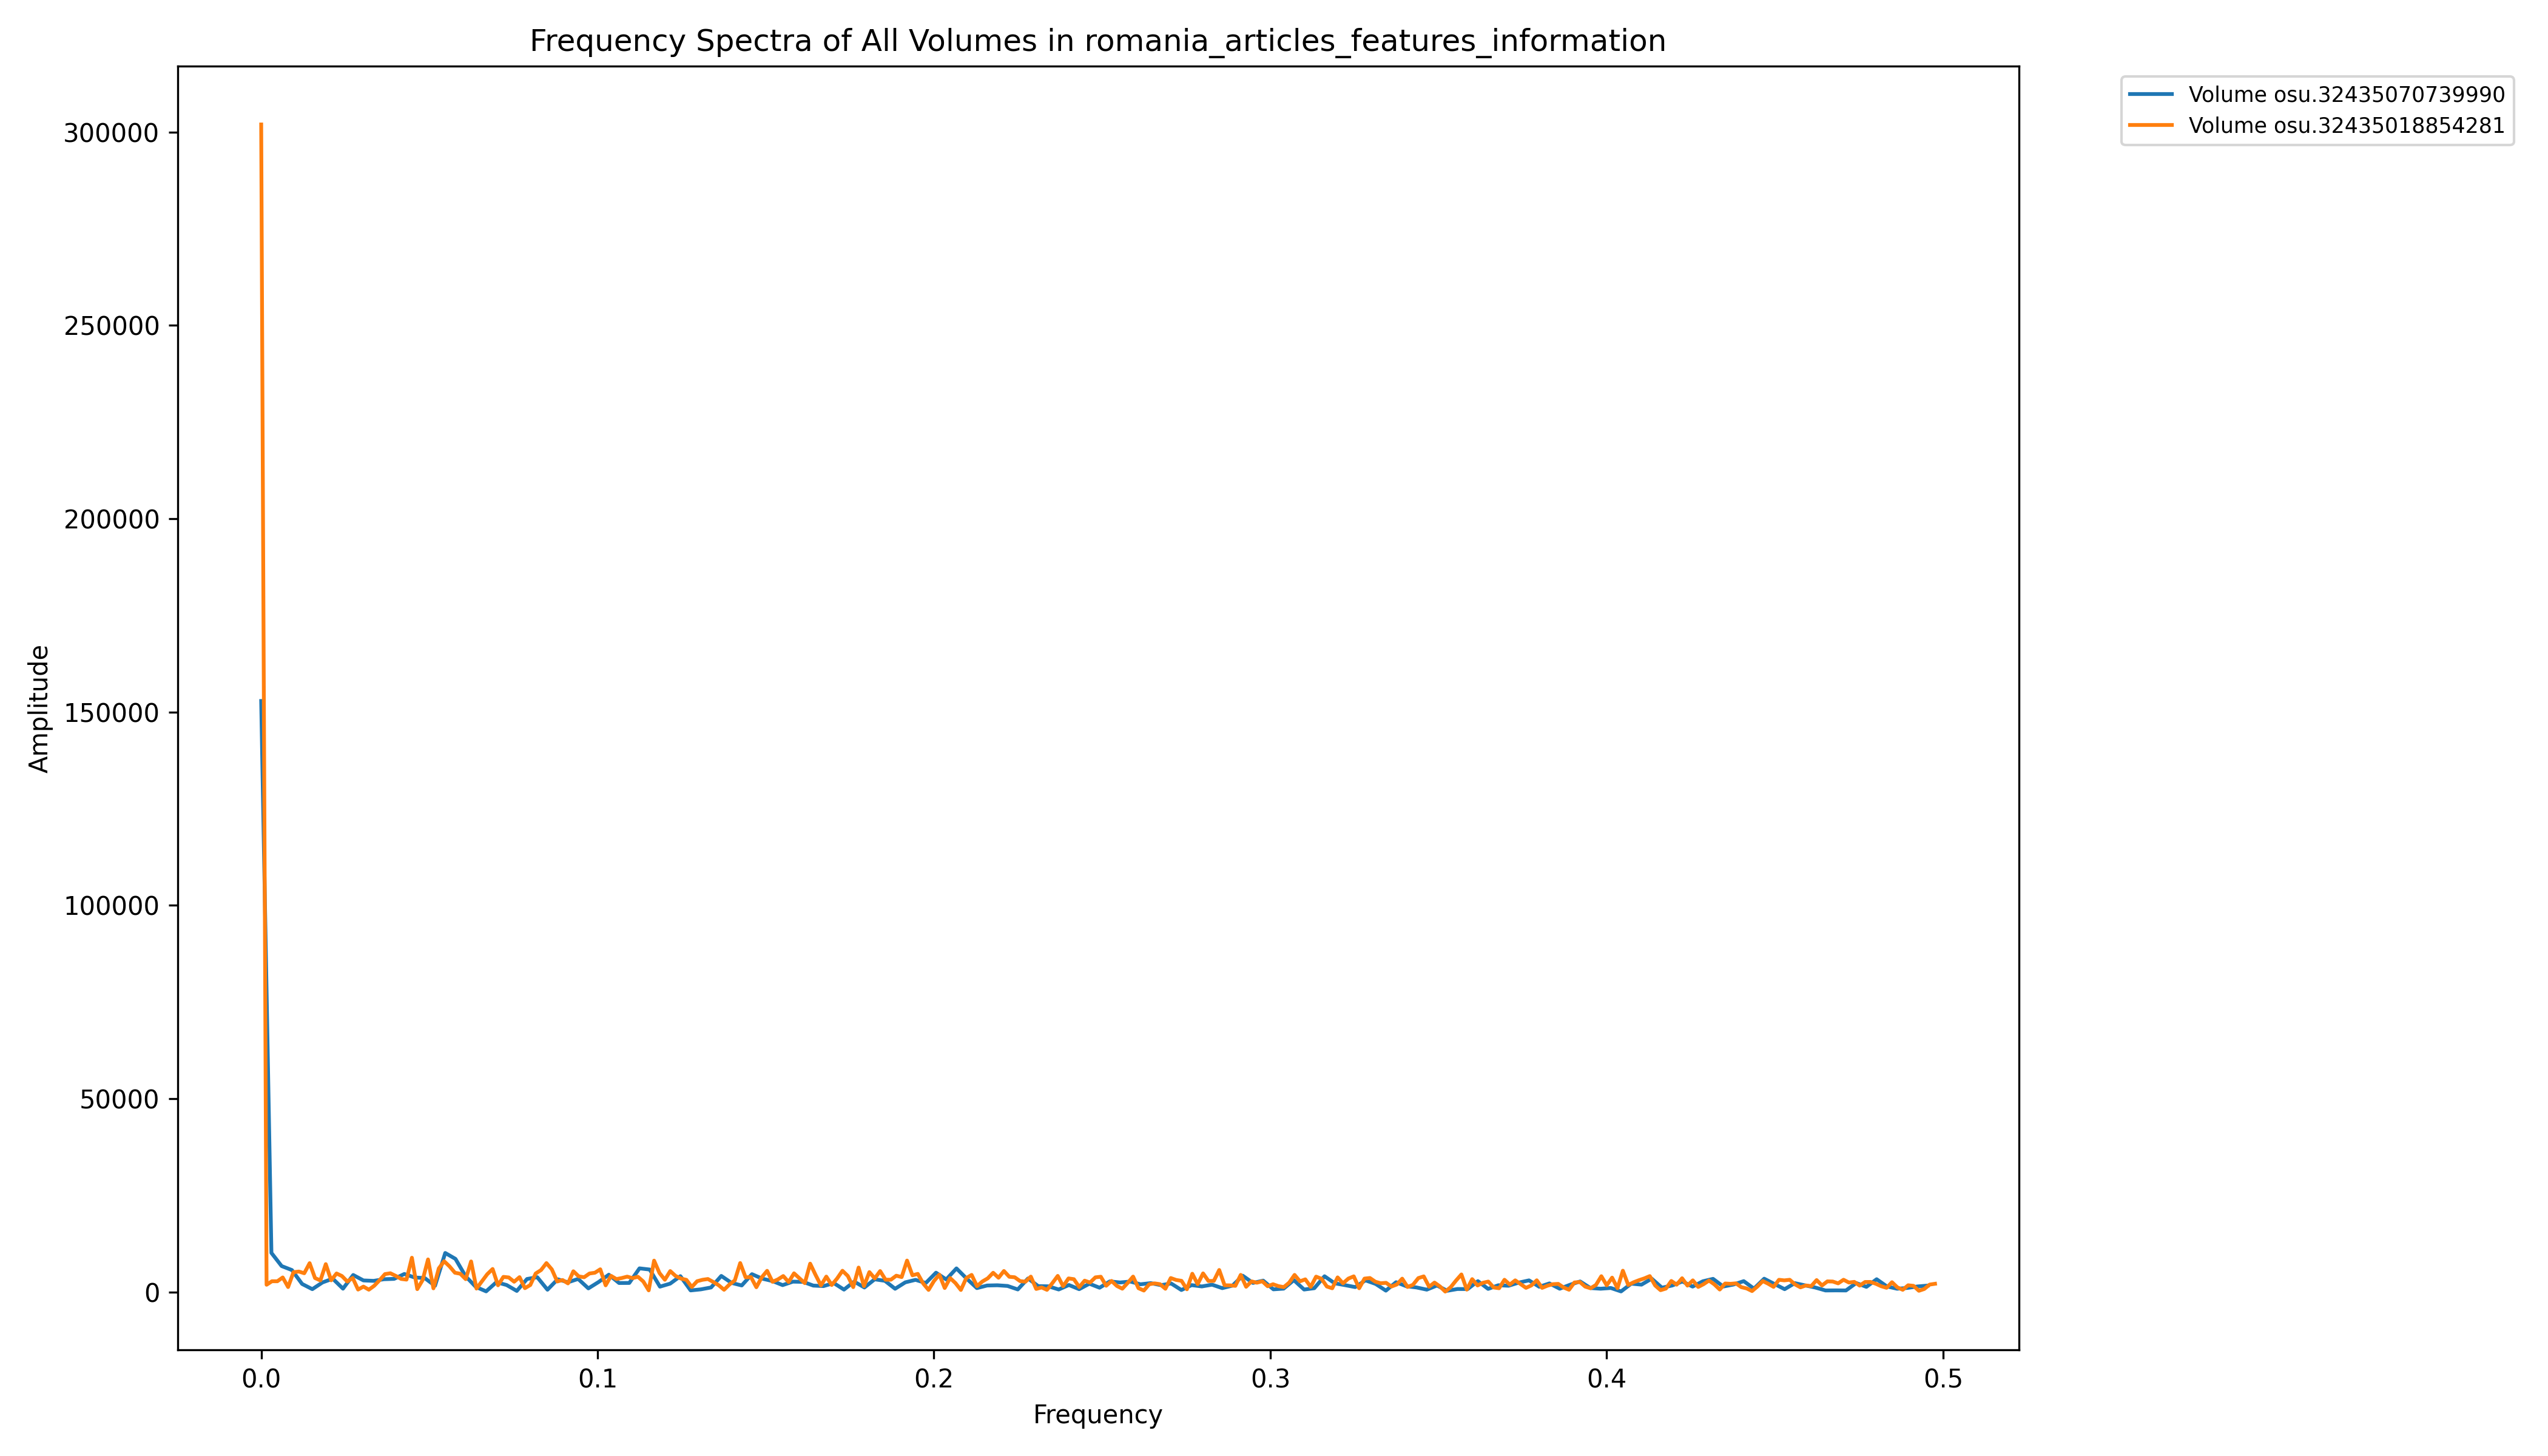 Frequency Spectra of All Volumes in romania_articles_features_information
Volume osu.32435070739990
Volume osu.32435018854281
300000
250000
200000
150000
100000
50000
0
Amplitude
0.0 0.1 0.2 0.3 0.4 0.5
Frequency